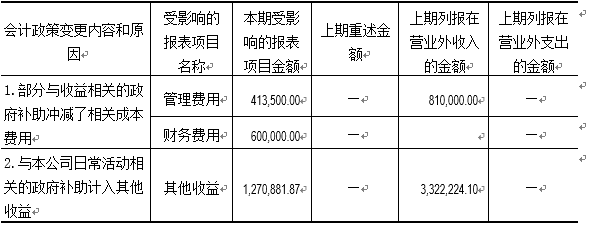 会计政策变更内容和原因
受影响的报表项目名称
本期受影响的报表项目金额
上期重述金额
上期列报在营业外收入的金额
上期列报在营业外支出的金额
1.部分与收益相关的政府补助冲减了相关成本费用
管理费用
413,500.00
—
810,000.00
—
财务费用
600,000.00
—
—
2.与本公司日常活动相关的政府补助计入其他收益
其他收益
1,270,881.87
—
3,322,224.10
—